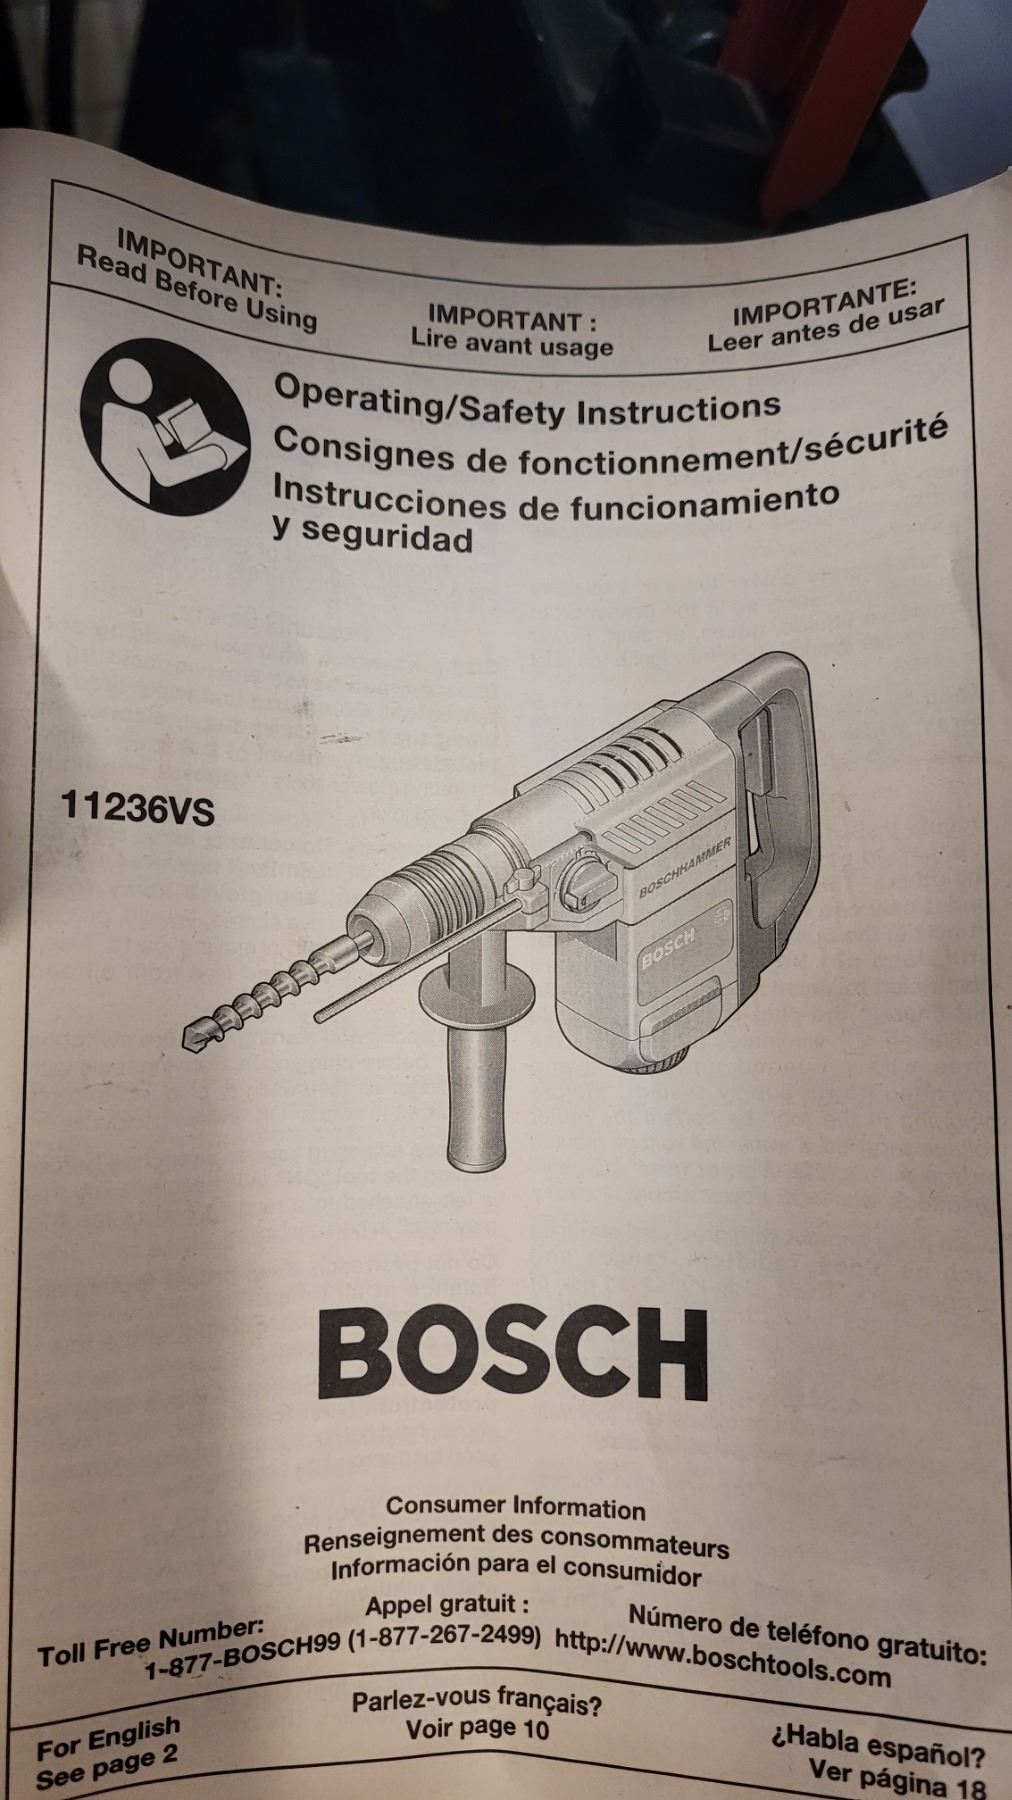 IMPORTANT:
Read Before Using
IMPORTANT :
Lire avant usage
IMPORTANTE:
Leer antes de usar
Operating/Safety Instructions
Consignes de fonctionnement/sécurité
Instrucciones de funcionamiento
y seguridad
11236VS
BOSCHHAMMER
BOSCH
BOSCH
Consumer Information
Renseignement des consommateurs
Información para el consumidor
Toll Free Number:
Appel gratuit :
Número de teléfono gratuito:
1-877-BOSCH99 (1-877-267-2499) http://www.boschtools.com
For English
See page 2
Parlez-vous français?
Voir page 10
¿Habla español?
Ver página 18